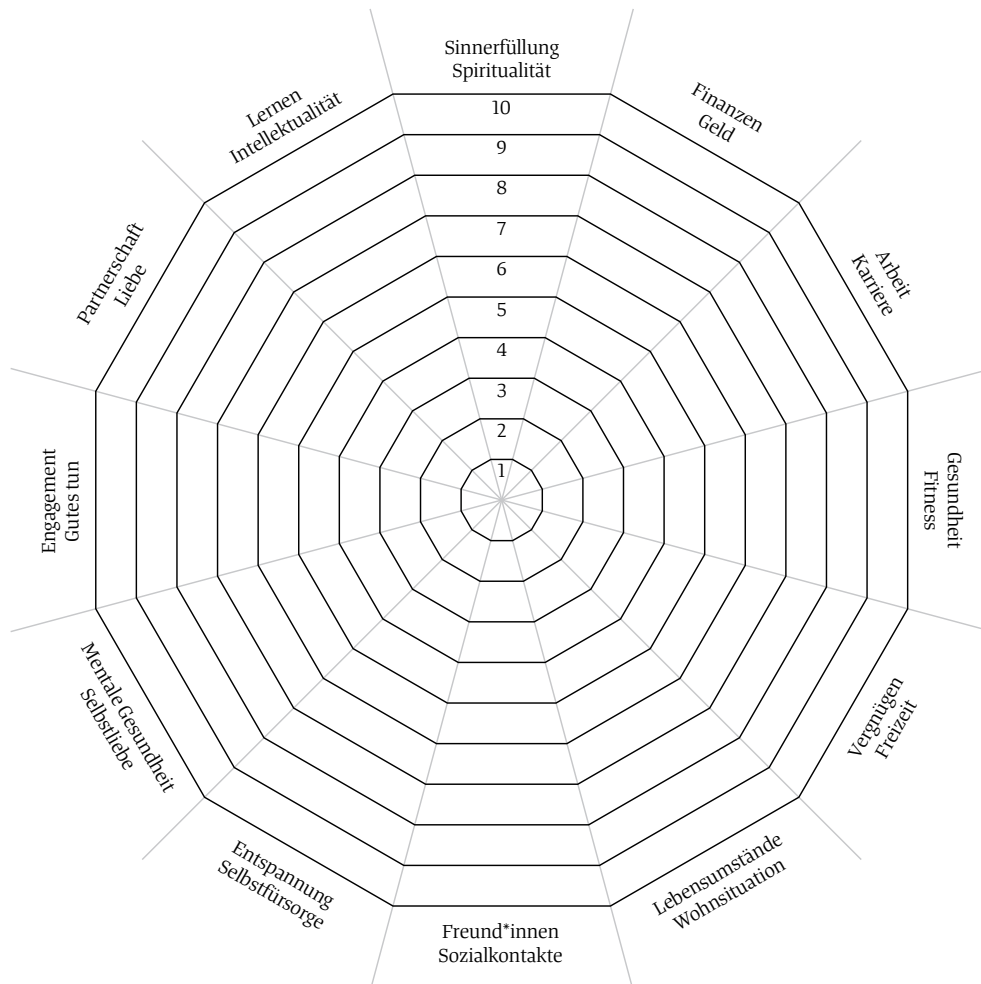 Sinnerfüllung
Spiritualität
Finanzen
Geld
Arbeit
Karriere
Gesundheit
Fitness
Vergnügen
Freizeit
Lebensumstände
Wohnsituation
Freund*innen
Sozialkontakte
Entspannung
Selbstfürsorge
Mentale Gesundheit
Selbstliebe
Engagement
Gutes tun
Partnerschaft
Liebe
Lernen
Intellektualität
10
9
8
7
6
5
4
3
2
1